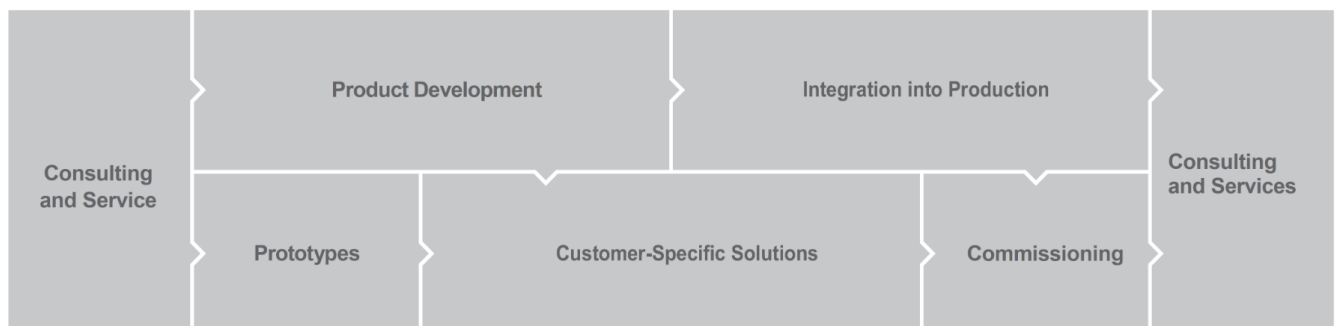 Consulting
and Service
Product Development
Integration into Production
Prototypes
Customer-Specific Solutions
Commissioning
Consulting
and Services